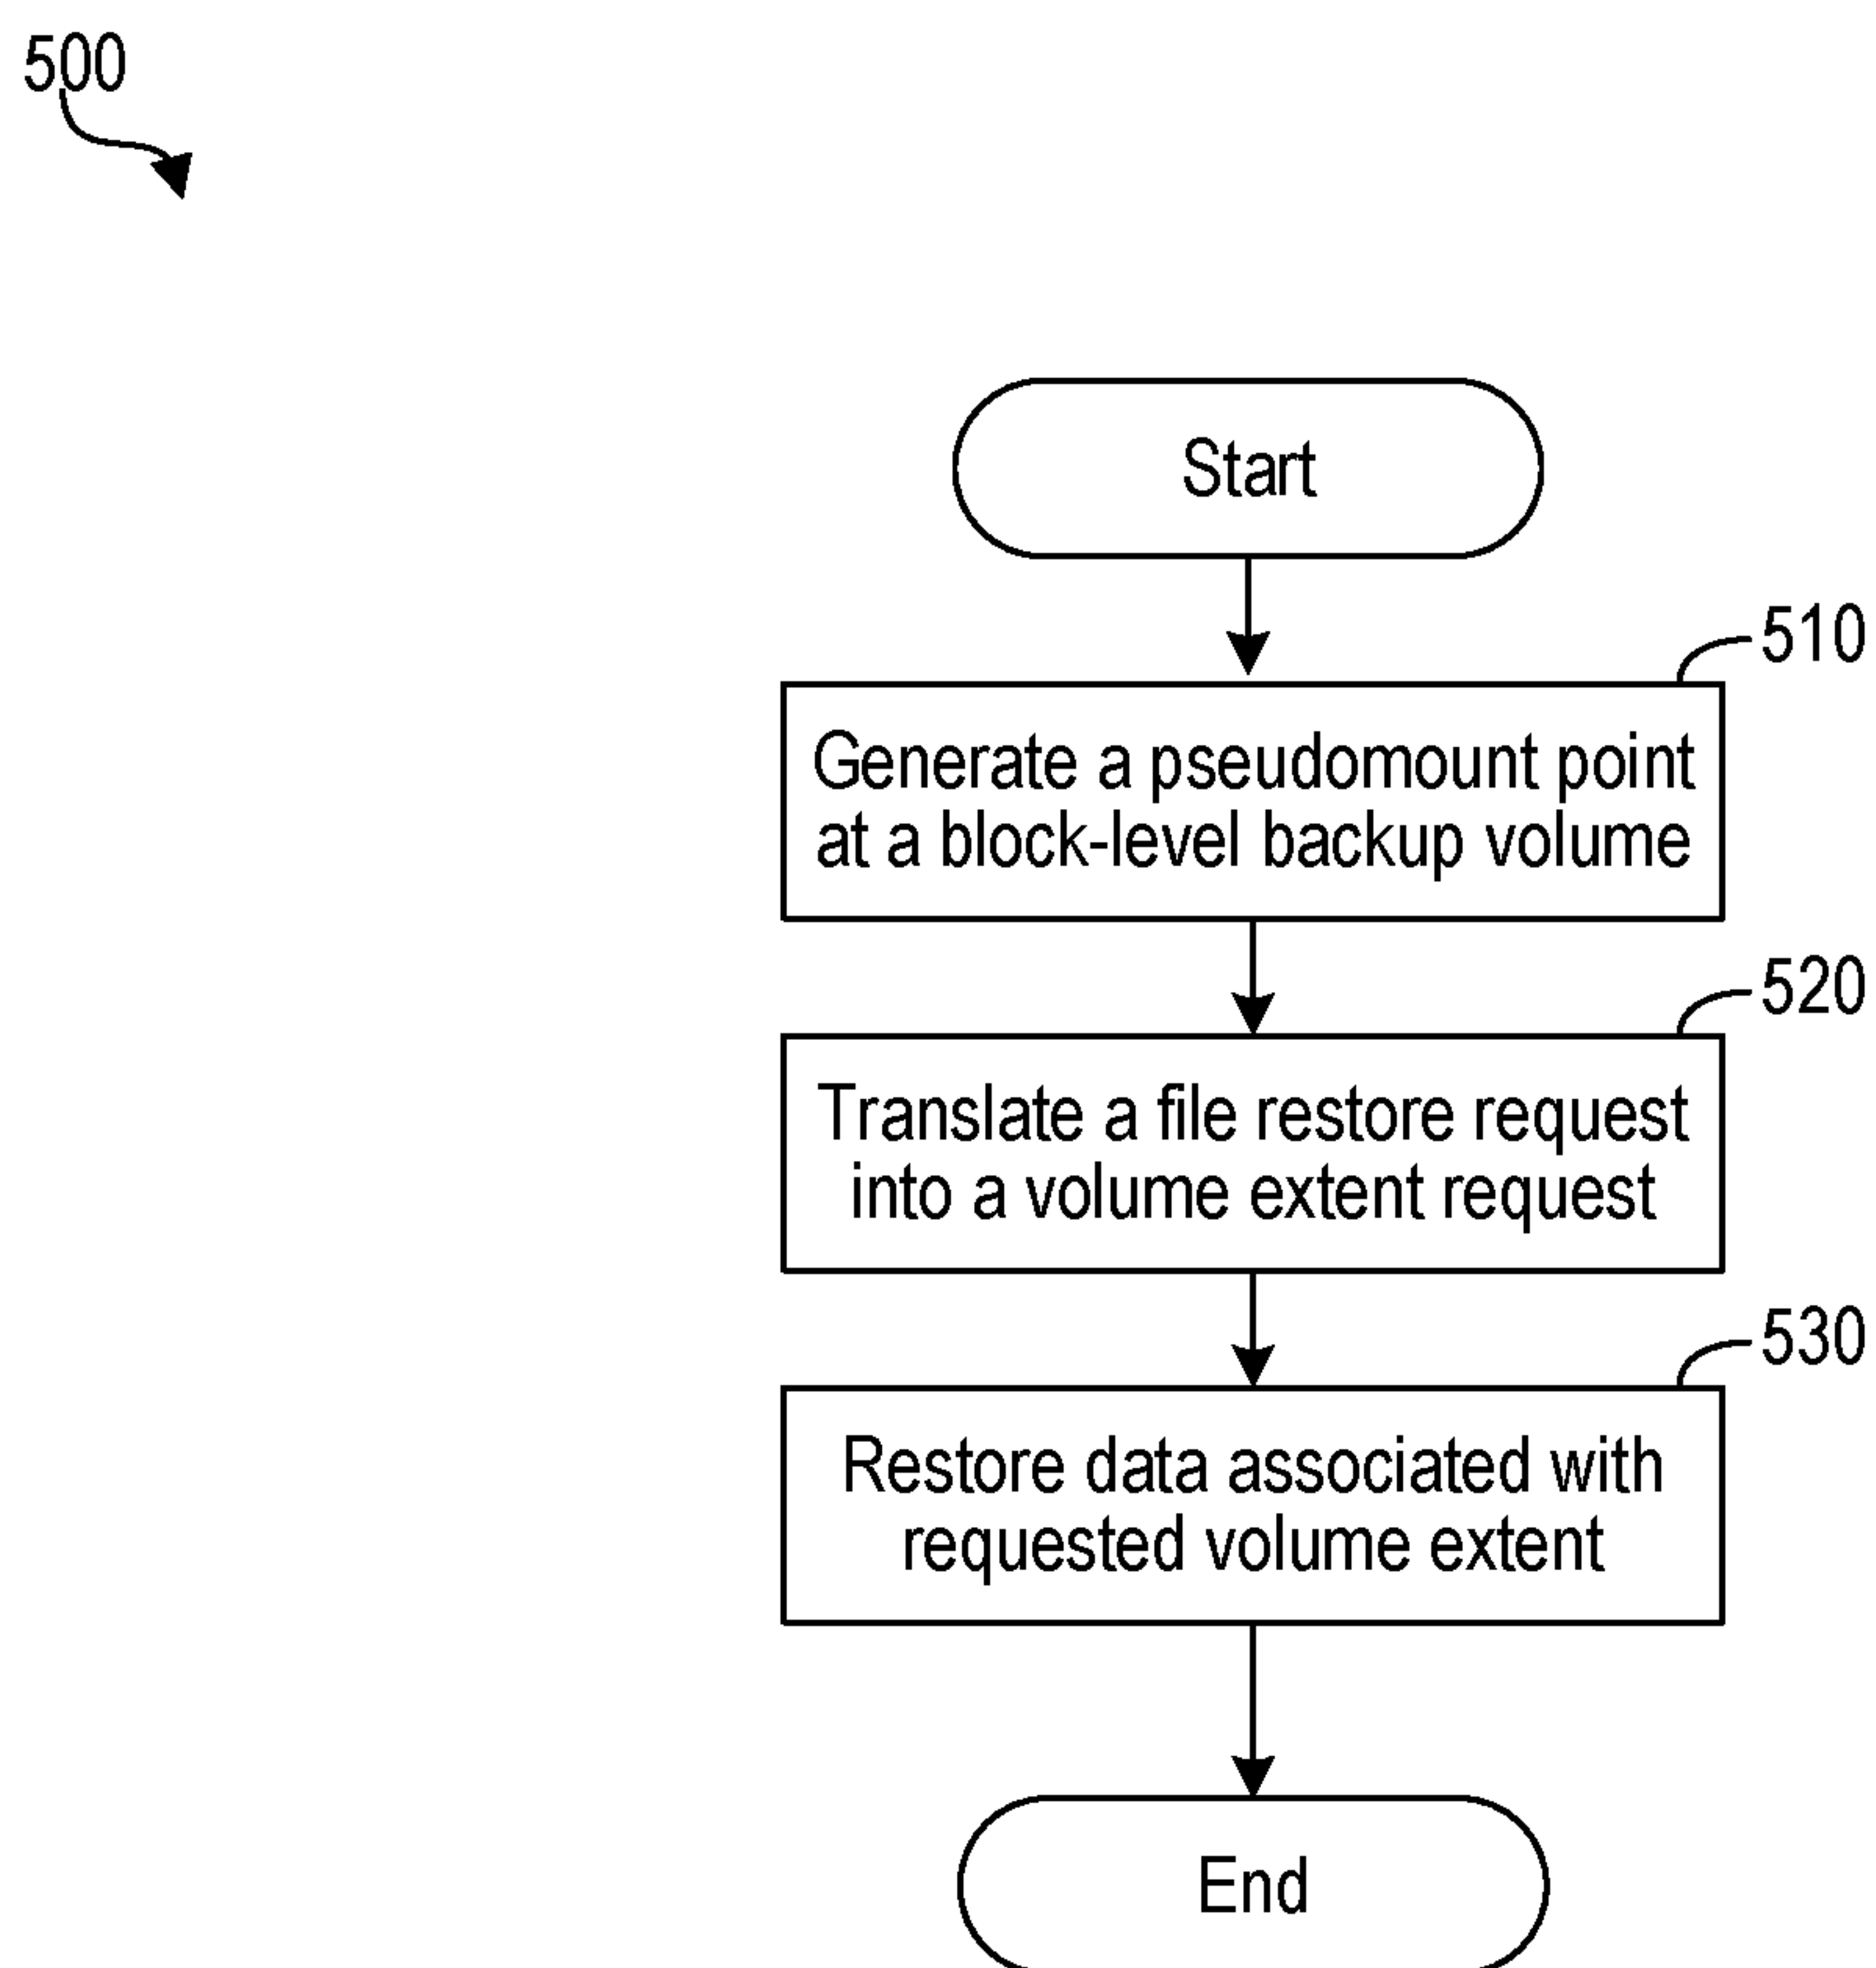 500
Start
510
Generate a pseudomount point
at a block-level backup volume
520
Translate a file restore request
into a volume extent request
530
Restore data associated with
requested volume extent
End